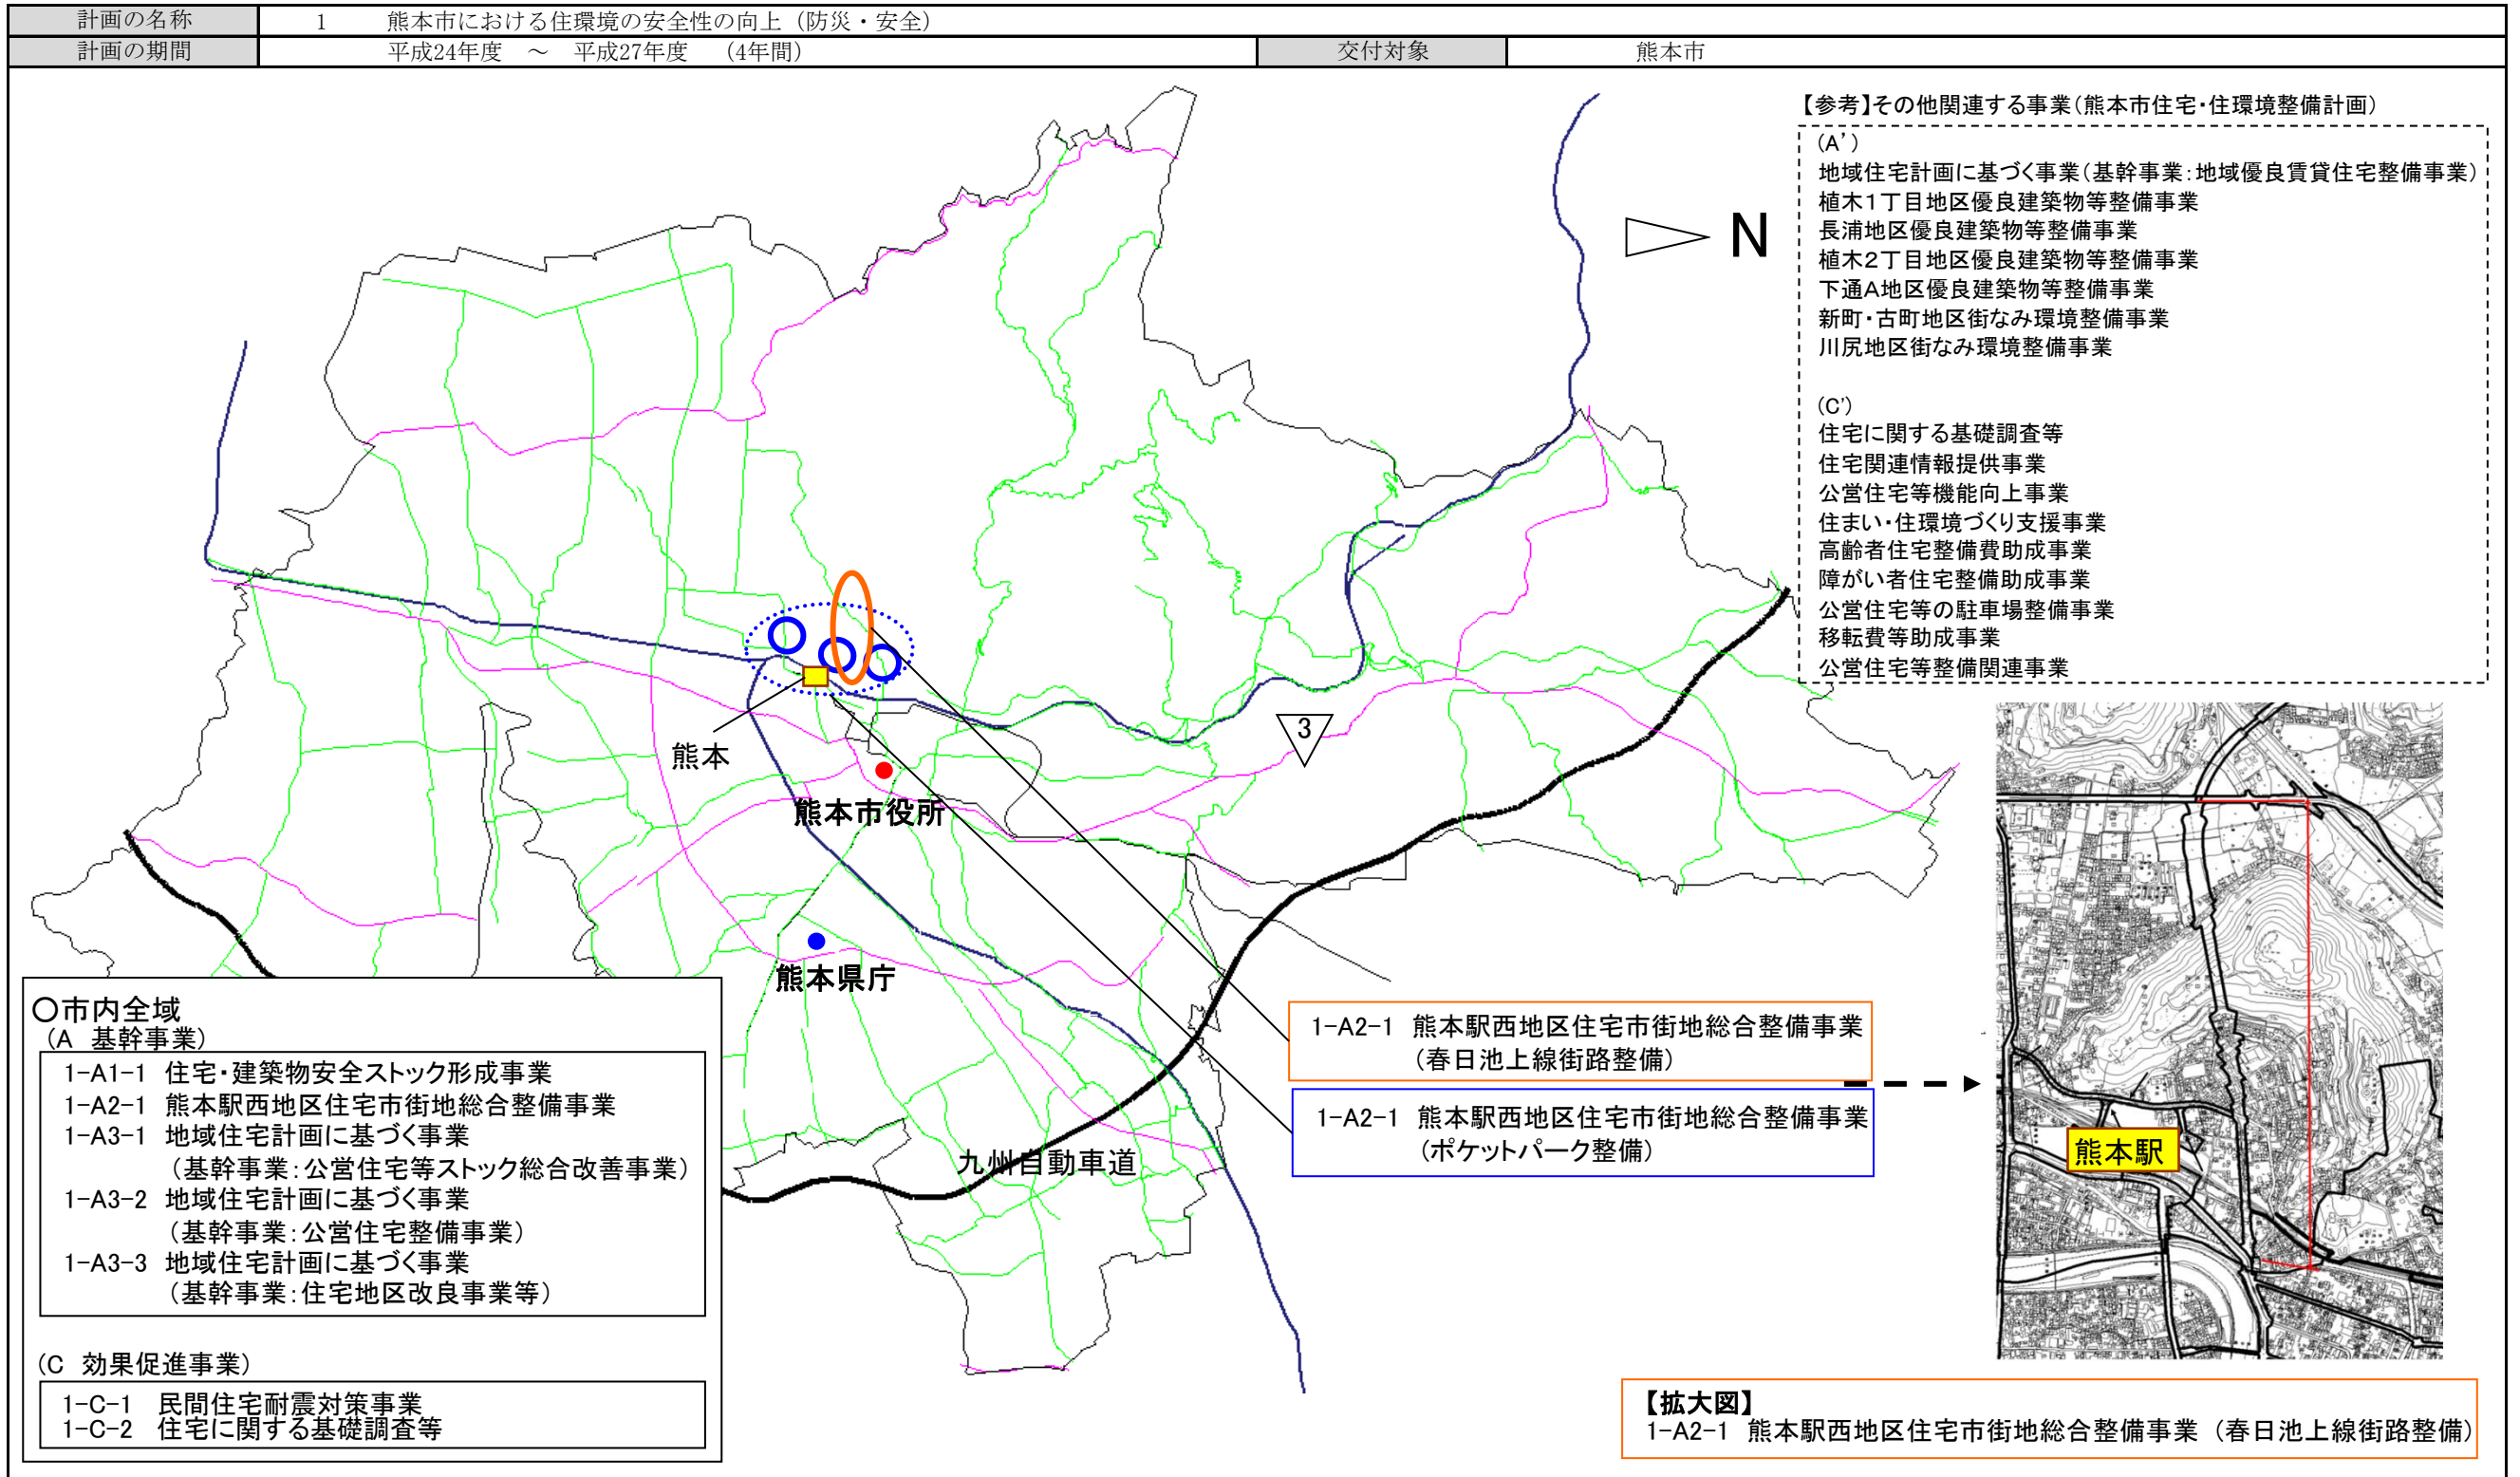 計画の名称 1 熊本市における住環境の安全性の向上（防災・安全）
計画の期間 平成24年度 ～ 平成27年度 （4年間） 交付対象 熊本市
【参考】その他関連する事業（熊本市住宅・住環境整備計画）
（A’）
地域住宅計画に基づく事業（基幹事業：地域優良賃貸住宅整備事業）
植木1丁目地区優良建築物等整備事業
長浦地区優良建築物等整備事業
植木2丁目地区優良建築物等整備事業
下通A地区優良建築物等整備事業
新町・古町地区街なみ環境整備事業
川尻地区街なみ環境整備事業
（C’）
住宅に関する基礎調査等
住宅関連情報提供事業
公営住宅等機能向上事業
住まい・住環境づくり支援事業
高齢者住宅整備費助成事業
障がい者住宅整備助成事業
公営住宅等の駐車場整備事業
移転費等助成事業
公営住宅等整備関連事業
N
3
熊本
熊本市役所
熊本県庁
九州自動車道
○市内全域
（A 基幹事業）
1-A1-1 住宅・建築物安全ストック形成事業
1-A2-1 熊本駅西地区住宅市街地総合整備事業
1-A3-1 地域住宅計画に基づく事業
（基幹事業：公営住宅等ストック総合改善事業）
1-A3-2 地域住宅計画に基づく事業
（基幹事業：公営住宅整備事業）
1-A3-3 地域住宅計画に基づく事業
（基幹事業：住宅地区改良事業等）
（C 効果促進事業）
1-C-1 民間住宅耐震対策事業
1-C-2 住宅に関する基礎調査等
1-A2-1 熊本駅西地区住宅市街地総合整備事業
（春日池上線街路整備）
1-A2-1 熊本駅西地区住宅市街地総合整備事業
（ポケットパーク整備）
熊本駅
【拡大図】
1-A2-1 熊本駅西地区住宅市街地総合整備事業 （春日池上線街路整備）